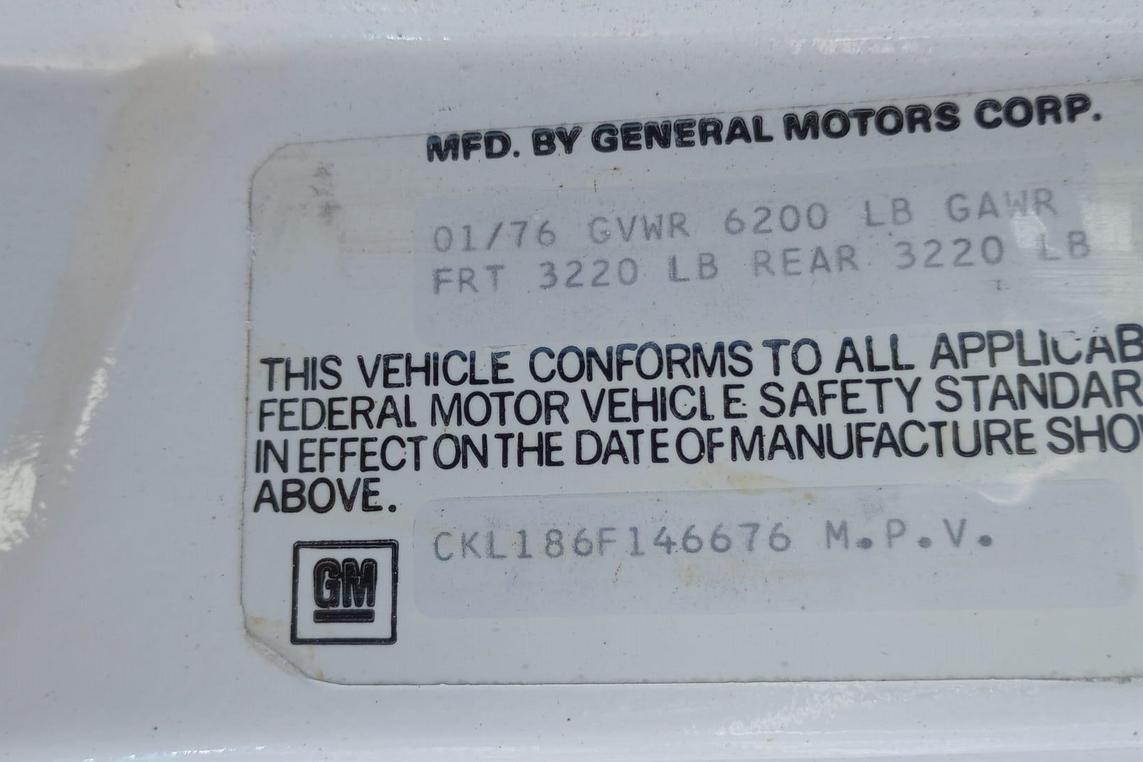 MFD. BY GENERAL MOTORS CORP.
01/76 GVWR 6200 LB GAWR
FRT 3220 LB REAR 3220 LB
THIS VEHICLE CONFORMS TO ALL APPLICAB
FEDERAL MOTOR VEHICLE SAFETY STANDAR
IN EFFECT ON THE DATE OF MANUFACTURE SHO
ABOVE.
CKL186F146676 M.P.V.
GM